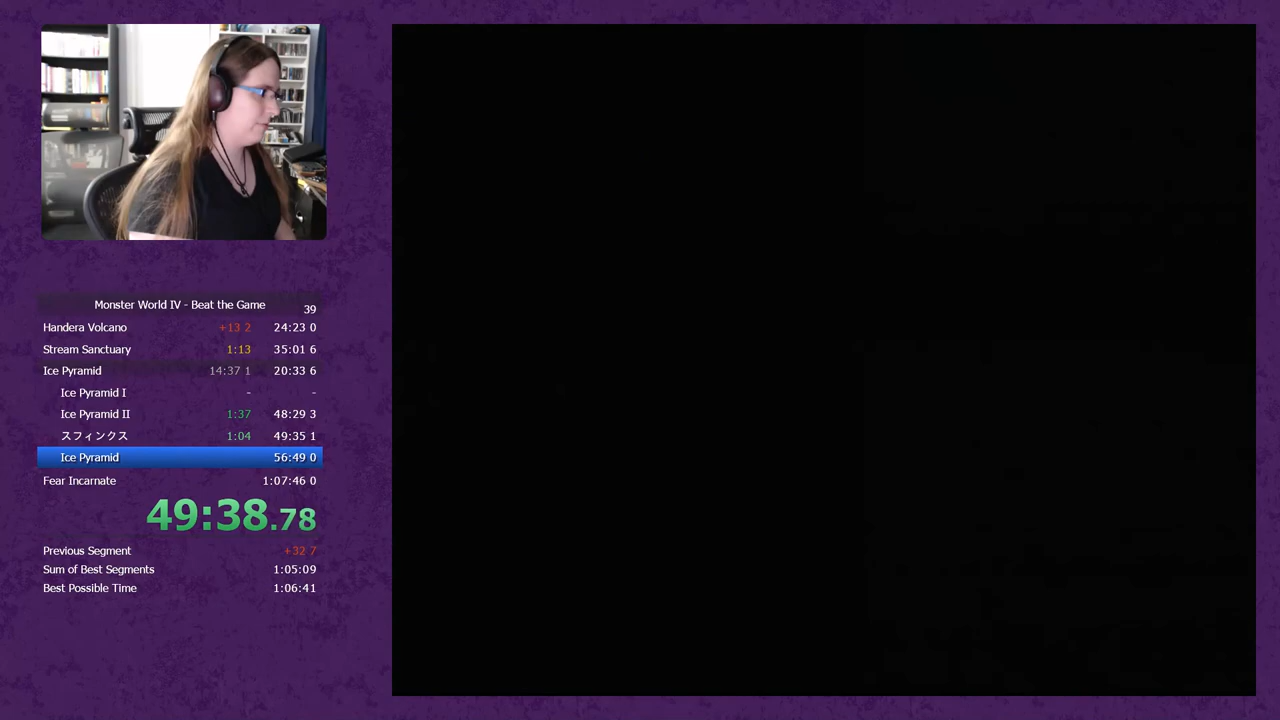 Monster World IV - Beat the Game 39
Handera Volcano +13 2 24:23 0
Stream Sanctuary 1:13 35:01 6
Ice Pyramid 14:37 1 20:33 6
Ice Pyramid I - -
Ice Pyramid II 1:37 48:29 3
スフィンクス 1:04 49:35 1
Ice Pyramid 56:49 0
Fear Incarnate 1:07:46 0
49:38.78
Previous Segment +32 7
Sum of Best Segments 1:05:09
Best Possible Time 1:06:41